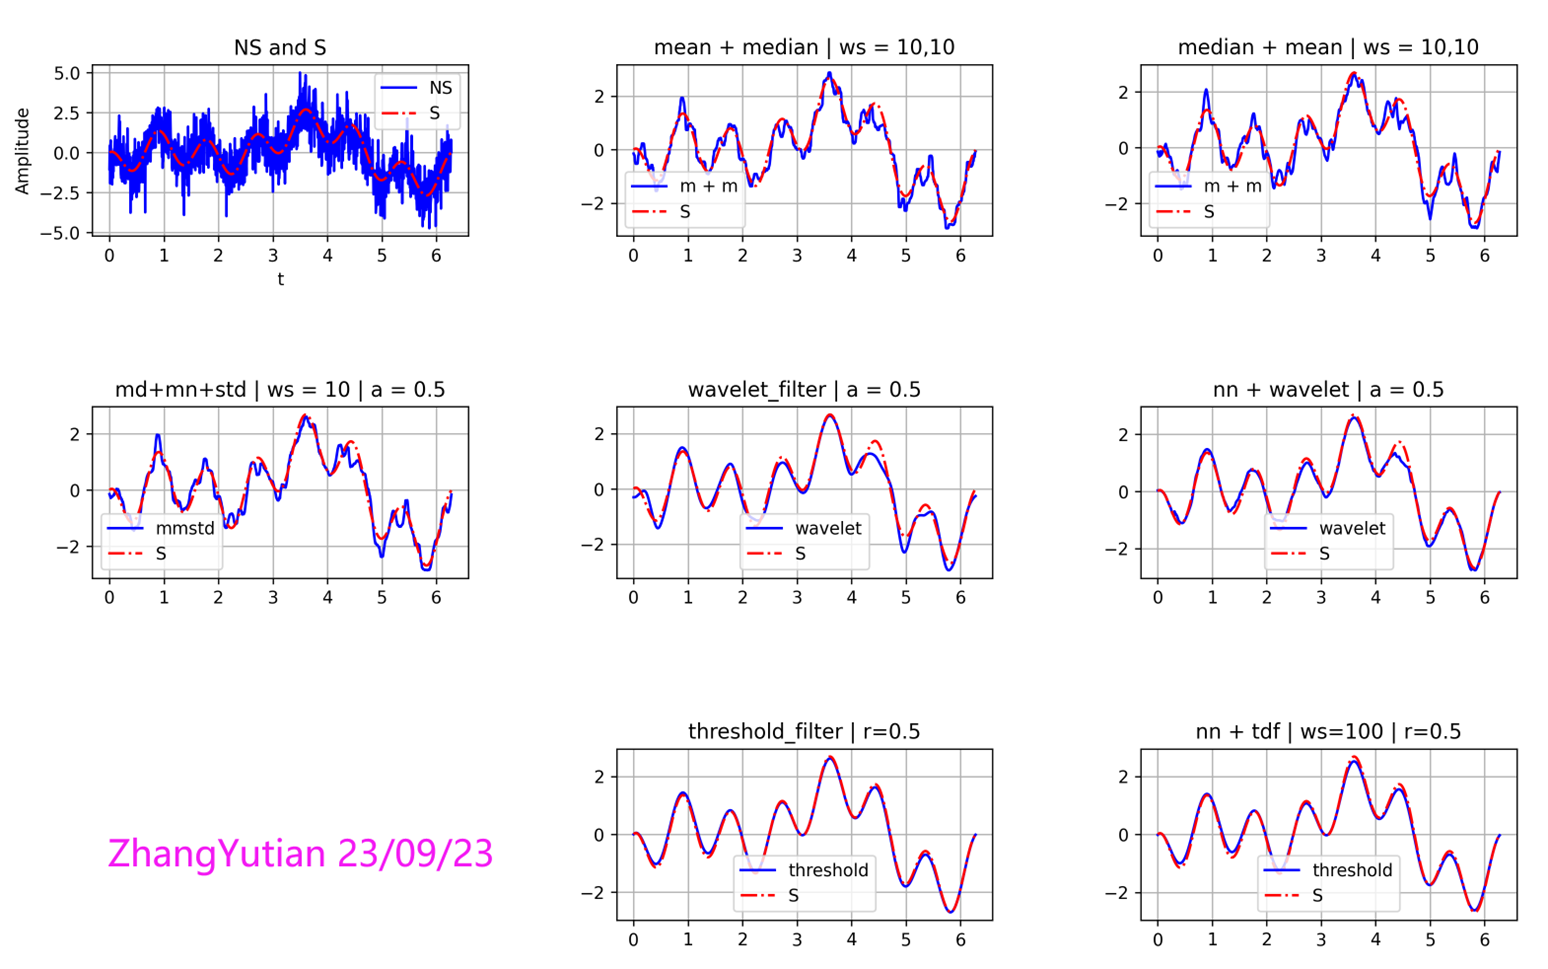 NS and S
5.0
2.5
0.0
−2.5
−5.0
Amplitude
NS
S
0 1 2 3 4 5 6
t
mean + median | ws = 10,10
2
0
−2
m + m
S
0 1 2 3 4 5 6
median + mean | ws = 10,10
2
0
−2
m + m
S
0 1 2 3 4 5 6
md+mn+std | ws = 10 | a = 0.5
2
0
−2
mmstd
S
0 1 2 3 4 5 6
wavelet_filter | a = 0.5
2
0
−2
wavelet
S
0 1 2 3 4 5 6
nn + wavelet | a = 0.5
2
0
−2
wavelet
S
0 1 2 3 4 5 6
ZhangYutian 23/09/23
threshold_filter | r=0.5
2
0
−2
threshold
S
0 1 2 3 4 5 6
nn + tdf | ws=100 | r=0.5
2
0
−2
threshold
S
0 1 2 3 4 5 6